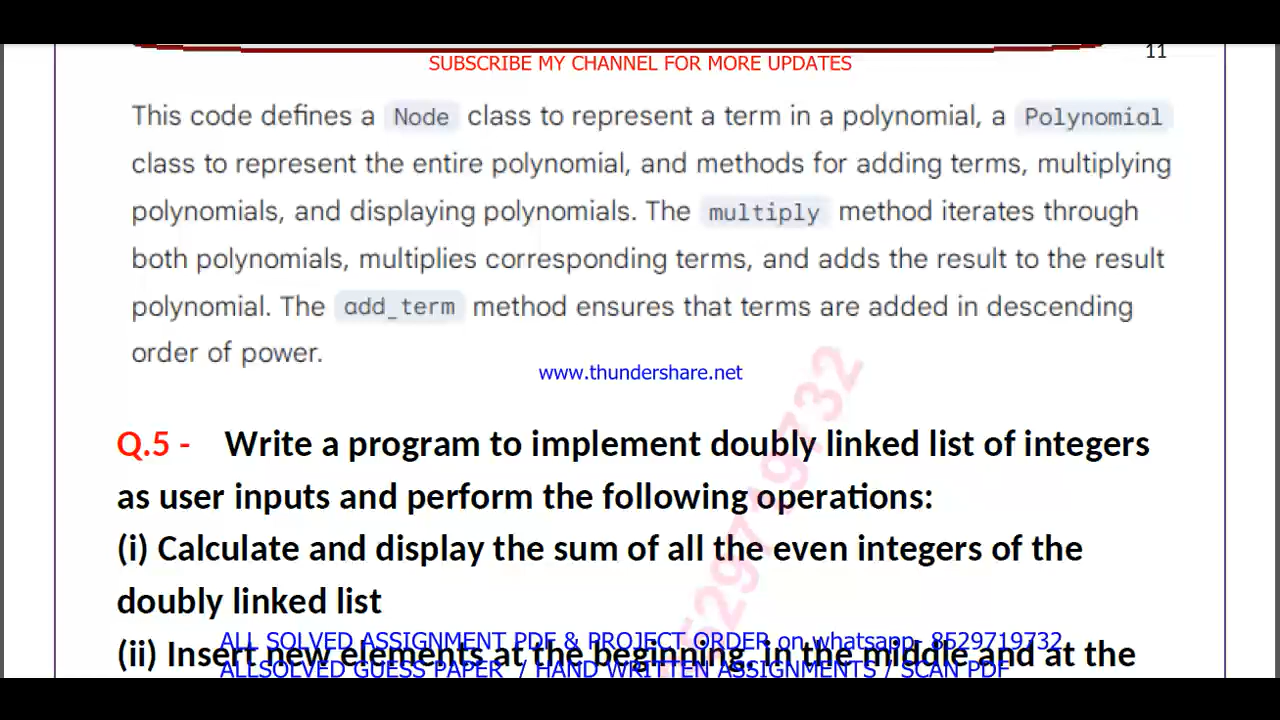 11
SUBSCRIBE MY CHANNEL FOR MORE UPDATES
This code defines a Node class to represent a term in a polynomial, a Polynomial
class to represent the entire polynomial, and methods for adding terms, multiplying
polynomials, and displaying polynomials. The multiply method iterates through
both polynomials, multiplies corresponding terms, and adds the result to the result
polynomial. The add_term method ensures that terms are added in descending
order of power.
www.thundershare.net
Q.5 - Write a program to implement doubly linked list of integers
as user inputs and perform the following operations:
(i) Calculate and display the sum of all the even integers of the
doubly linked list
ALL SOLVED ASSIGNMENT PDF & PROJECT ORDER on whatsapp- 8529719732
(ii) Insert new elements at the beginning, in the middle and at the
ALLSOLVED GUESS PAPER / HAND WRITTEN ASSIGNMENTS / SCAN PDF
8529719732